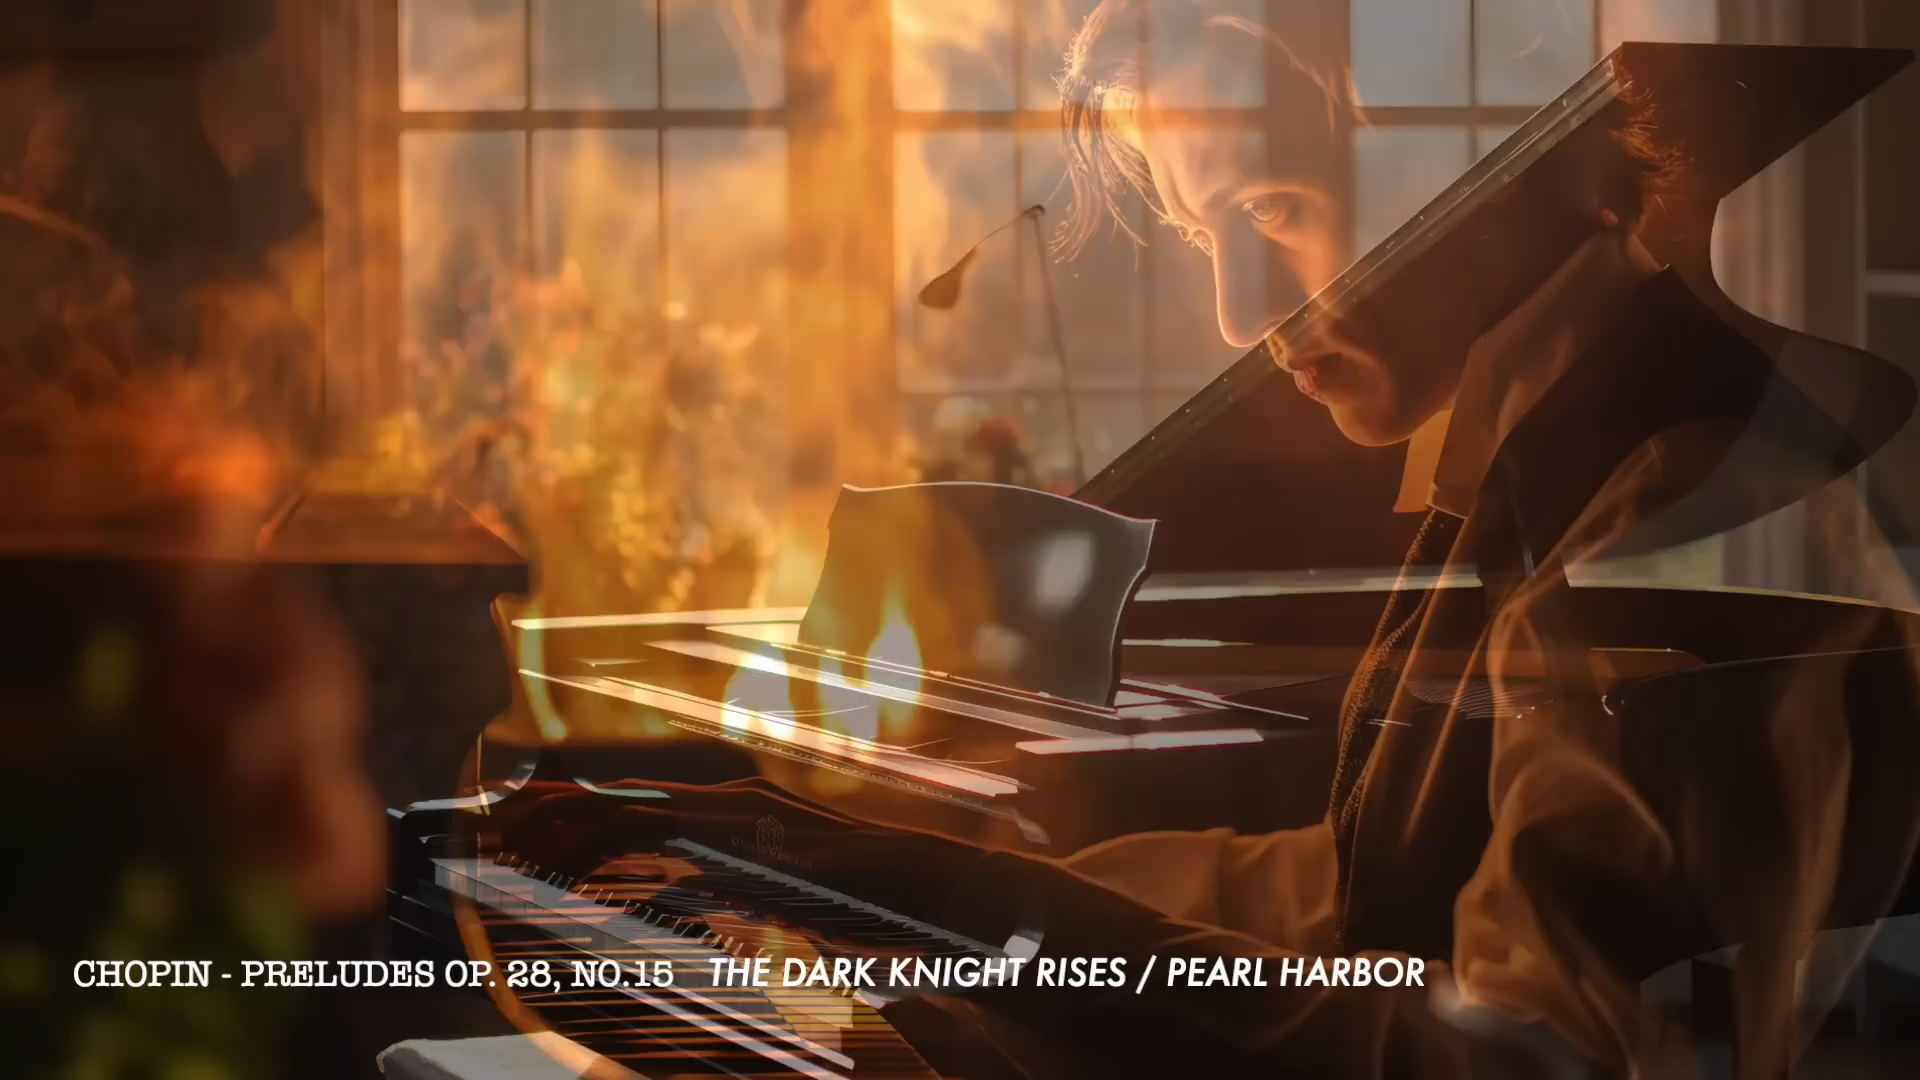 CHOPIN - PRELUDES OP. 28, NO.15 THE DARK KNIGHT RISES / PEARL HARBOR